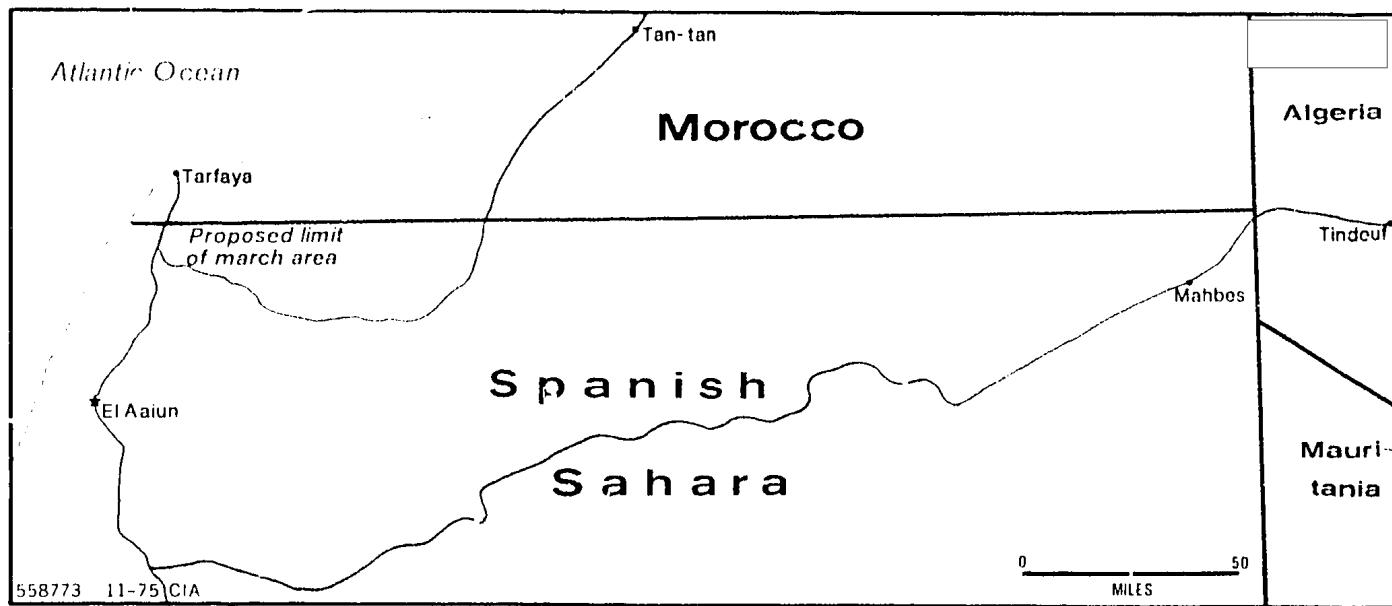 Tan-tan
Atlantic Ocean
Morocco
Algeria
Tarfaya
Proposed limit
of march area
Tindouf
Mahbes
Spanish
El Aaiun
Sahara
Mauri-
tania
0 50
MILES
558773 11-75 CIA